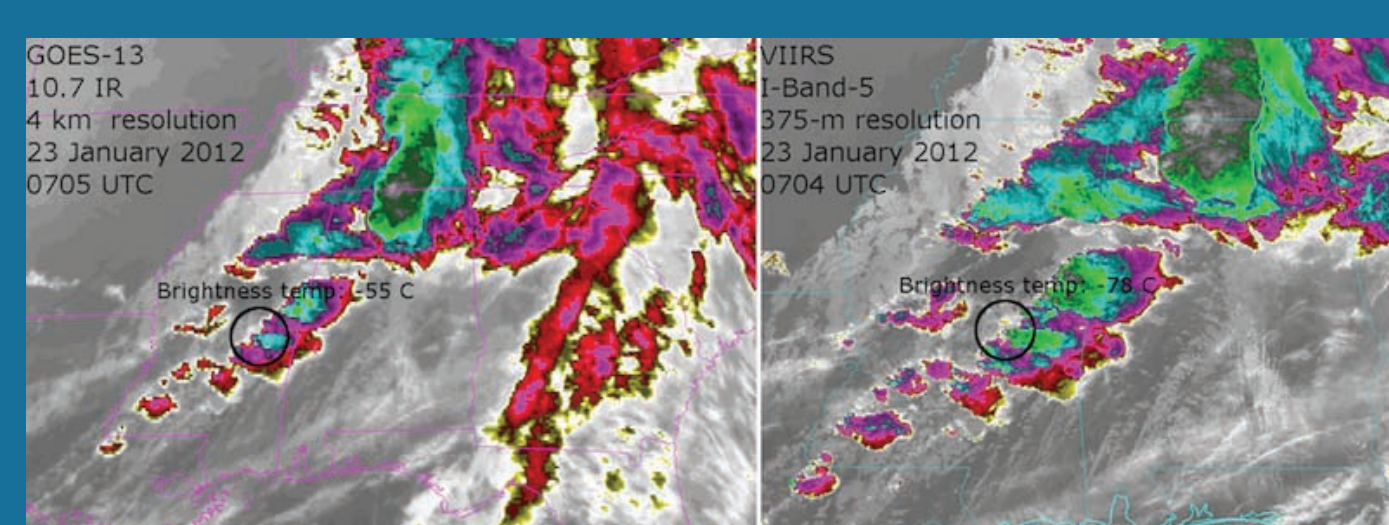 GOES-13
10.7 IR
4 km resolution
23 January 2012
0705 UTC
Brightness temp: -55 C
VIIRS
I-Band-5
375-m resolution
23 January 2012
0704 UTC
Brightness temp: -78 C